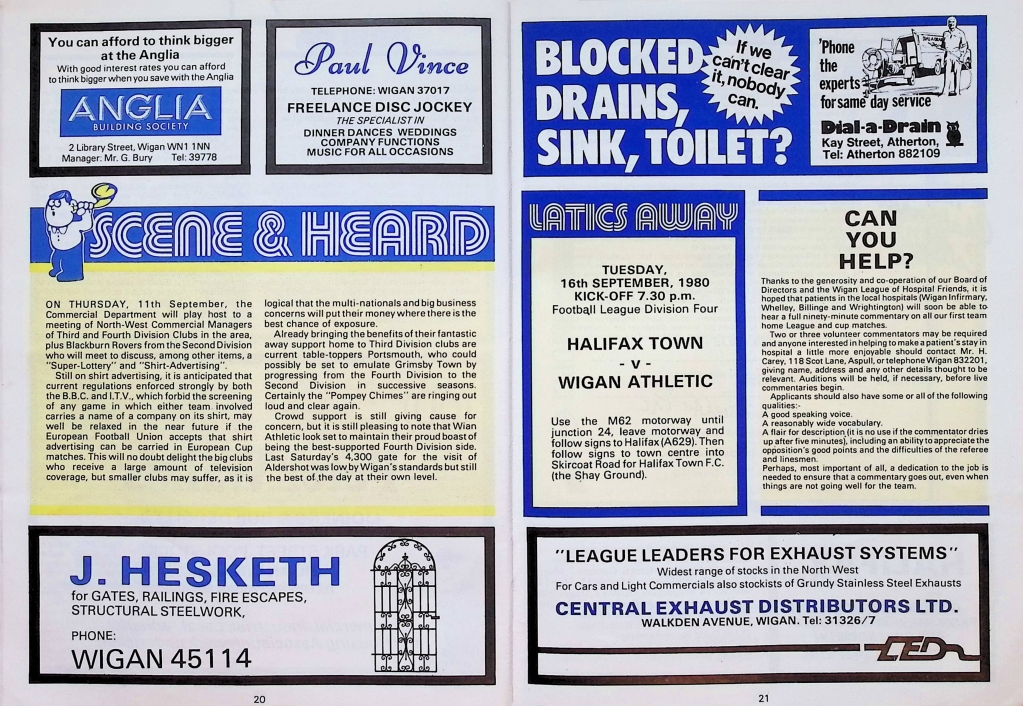 You can afford to think bigger
at the Anglia
With good interest rates you can afford
to think bigger when you save with the Anglia
ANGLIA
BUILDING SOCIETY
2 Library Street, Wigan WN1 1NN
Manager: Mr. G. Bury Tel: 39778
Paul Vince
TELEPHONE: WIGAN 37017
FREELANCE DISC JOCKEY
THE SPECIALIST IN
DINNER DANCES WEDDINGS
COMPANY FUNCTIONS
MUSIC FOR ALL OCCASIONS
SCENE & HEARD
ON THURSDAY, 11th September, the
Commercial Department will play host to a
meeting of North-West Commercial Managers
of Third and Fourth Division Clubs in the area,
plus Blackburn Rovers from the Second Division
who will meet to discuss, among other items, a
"Super-Lottery" and "Shirt-Advertising".
Still on shirt advertising, it is anticipated that
current regulations enforced strongly by both
the B.B.C. and I.T.V., which forbid the screening
of any game in which either team involved
carries a name of a company on its shirt, may
well be relaxed in the near future if the
European Football Union accepts that shirt
advertising can be carried in European Cup
matches. This will no doubt delight the big clubs
who receive a large amount of television
coverage, but smaller clubs may suffer, as it is
logical that the multi-nationals and big business
concerns will put their money where there is the
best chance of exposure.
Already bringing the benefits of their fantastic
away support home to Third Division clubs are
current table-toppers Portsmouth, who could
possibly be set to emulate Grimsby Town by
progressing from the Fourth Division to the
Second Division in successive seasons.
Certainly the "Pompey Chimes" are ringing out
loud and clear again.
Crowd support is still giving cause for
concern, but it is still pleasing to note that Wian
Athletic look set to maintain their proud boast of
being the best-supported Fourth Division side.
Last Saturday's 4,300 gate for the visit of
Aldershot was low by Wigan's standards but still
the best of the day at their own level.
J. HESKETH
for GATES, RAILINGS, FIRE ESCAPES,
STRUCTURAL STEELWORK,
PHONE:
WIGAN 45114
20
BLOCKED
DRAINS,
SINK, TOILET?
If we
can't clear
it, nobody
can.
'Phone
the
experts
for same day service
Dial-a-Drain
Kay Street, Atherton,
Tel: Atherton 882109
LATICS AWAY
TUESDAY,
16th SEPTEMBER, 1980
KICK-OFF 7.30 p.m.
Football League Division Four
HALIFAX TOWN
- v -
WIGAN ATHLETIC
Use the M62 motorway until
junction 24, leave motorway and
follow signs to Halifax (A629). Then
follow signs to town centre into
Skircoat Road for Halifax Town F.C.
(the Shay Ground).
CAN
YOU
HELP?
Thanks to the generosity and co-operation of our Board of
Directors and the Wigan League of Hospital Friends, it is
hoped that patients in the local hospitals (Wigan Infirmary,
Whelley, Billinge and Wrightington) will soon be able to
hear a full ninety-minute commentary on all our first team
home League and cup matches.
Two or three volunteer commentators may be required
and anyone interested in helping to make a patient's stay in
hospital a little more enjoyable should contact Mr. H.
Carey, 118 Scot Lane, Aspull, or telephone Wigan 832201,
giving name, address and any other details thought to be
relevant. Auditions will be held, if necessary, before live
commentaries begin.
Applicants should also have some or all of the following
qualities:-
A good speaking voice.
A reasonably wide vocabulary.
A flair for description (it is no use if the commentator dries
up after five minutes), including an ability to appreciate the
opposition's good points and the difficulties of the referee
and linesmen.
Perhaps, most important of all, a dedication to the job is
needed to ensure that a commentary goes out, even when
things are not going well for the team.
"LEAGUE LEADERS FOR EXHAUST SYSTEMS"
Widest range of stocks in the North West
For Cars and Light Commercials also stockists of Grundy Stainless Steel Exhausts
CENTRAL EXHAUST DISTRIBUTORS LTD.
WALKDEN AVENUE, WIGAN. Tel: 31326/7
CED
21